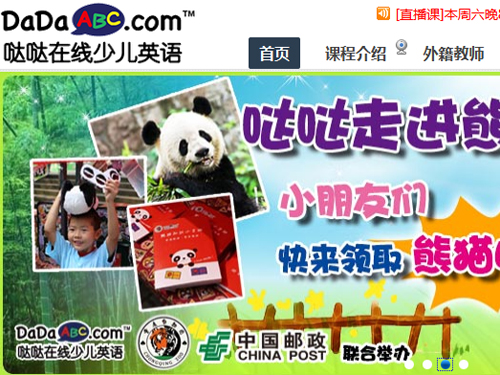 DaDaABC.com™
[直播课]本周六晚
哒哒在线少儿英语
首页
课程介绍
外籍教师
哒哒走进熊
小朋友们
快来领取 熊猫
DaDaABC.com™
哒哒在线少儿英语
中国邮政
CHINA POST
联合举办